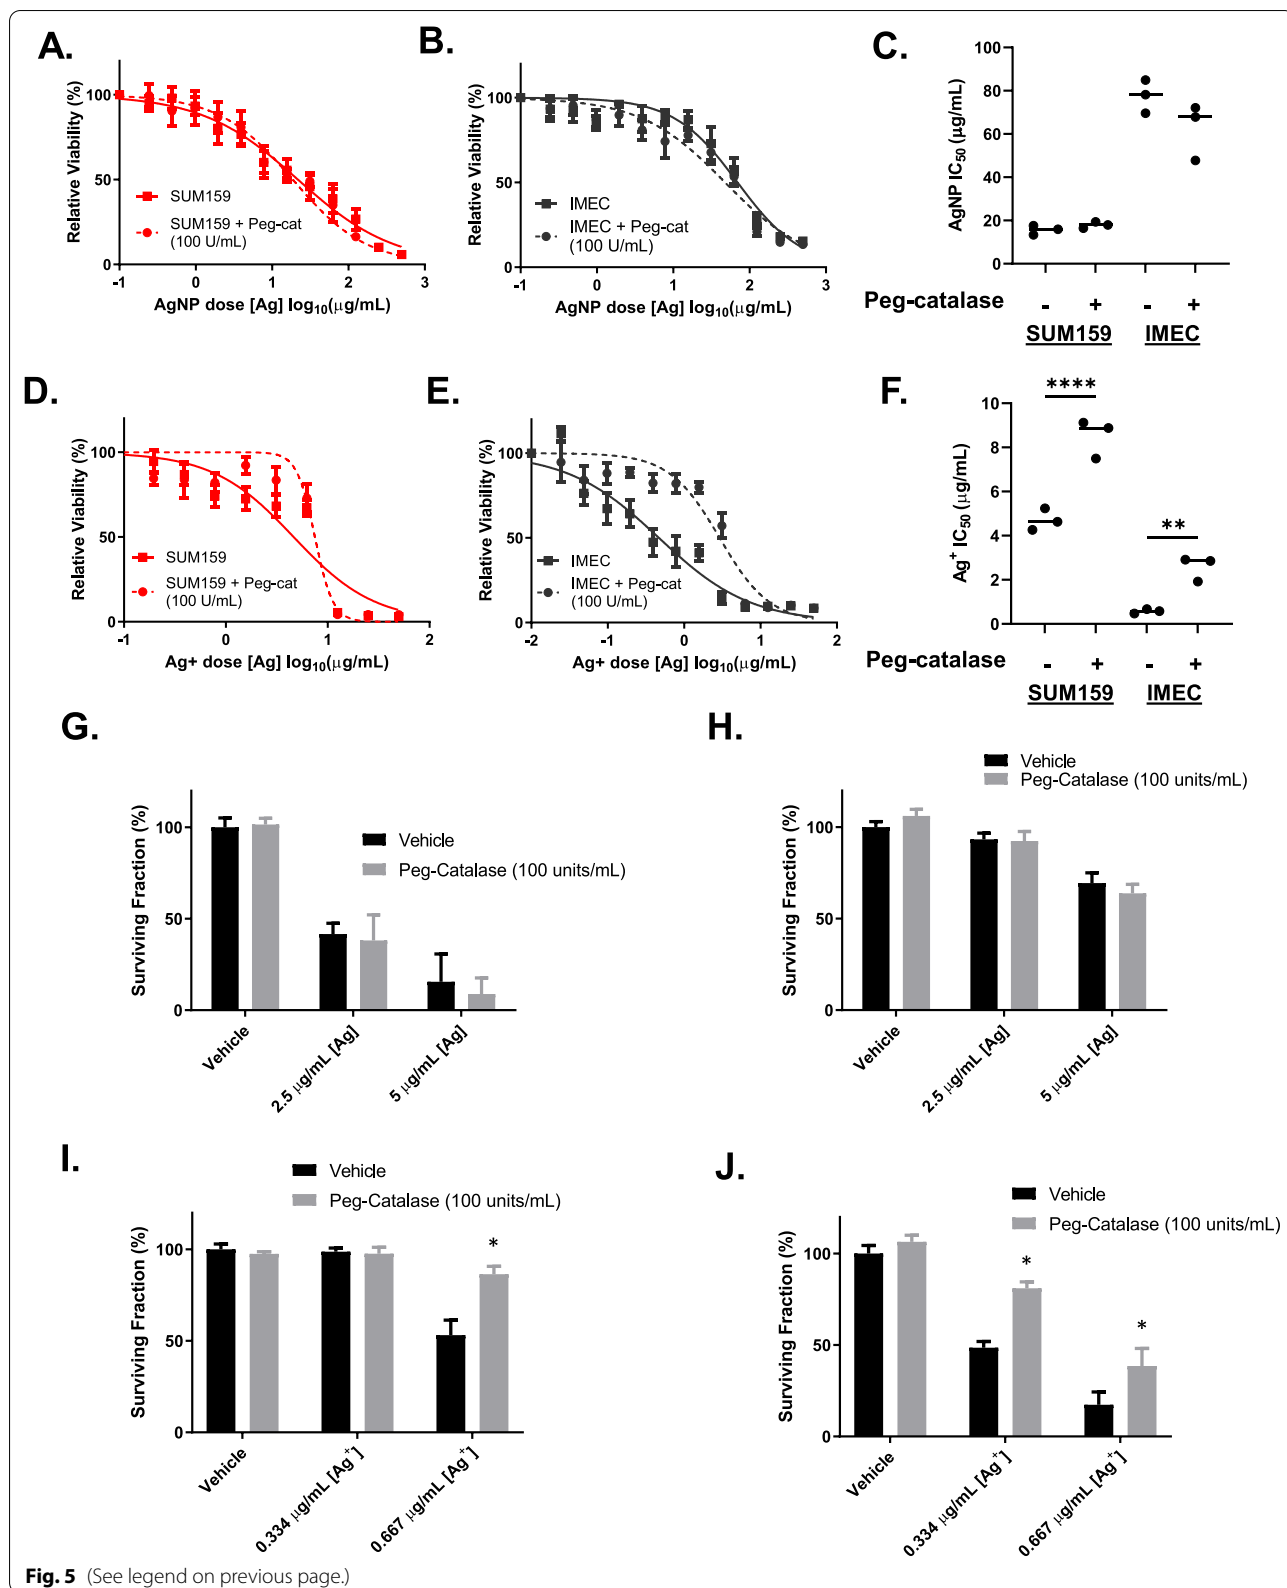 A.
Relative Viability (%)
100
50
0
-1 0 1 2 3
SUM159
SUM159 + Peg-cat
(100 U/mL)
AgNP dose [Ag] log10(μg/mL)
B.
Relative Viability (%)
100
50
0
-1 0 1 2 3
IMEC
IMEC + Peg-cat
(100 U/mL)
AgNP dose [Ag] log10(μg/mL)
C.
AgNP IC50 (μg/mL)
100
80
60
40
20
0
Peg-catalase - + - +
SUM159 IMEC
D.
Relative Viability (%)
100
50
0
-1 0 1 2
SUM159
SUM159 + Peg-cat
(100 U/mL)
Ag+ dose [Ag] log10(μg/mL)
E.
Relative Viability (%)
100
50
0
-2 -1 0 1 2
IMEC
IMEC + Peg-cat
(100 U/mL)
Ag+ dose [Ag] log10(μg/mL)
F.
Ag+ IC50 (μg/mL)
10
8
6
4
2
0
****
**
Peg-catalase - + - +
SUM159 IMEC
G.
Surviving Fraction (%)
100
50
0
Vehicle
Peg-Catalase (100 units/mL)
Vehicle
2.5 μg/mL [Ag]
5 μg/mL [Ag]
H.
Surviving Fraction (%)
100
50
0
Vehicle
Peg-Catalase (100 units/mL)
Vehicle
2.5 μg/mL [Ag]
5 μg/mL [Ag]
I.
Surviving Fraction (%)
100
50
0
Vehicle
Peg-Catalase (100 units/mL)
*
Vehicle
0.334 μg/mL [Ag+]
0.667 μg/mL [Ag+]
J.
Surviving Fraction (%)
100
50
0
Vehicle
Peg-Catalase (100 units/mL)
*
*
Vehicle
0.334 μg/mL [Ag+]
0.667 μg/mL [Ag+]
Fig. 5 (See legend on previous page.)